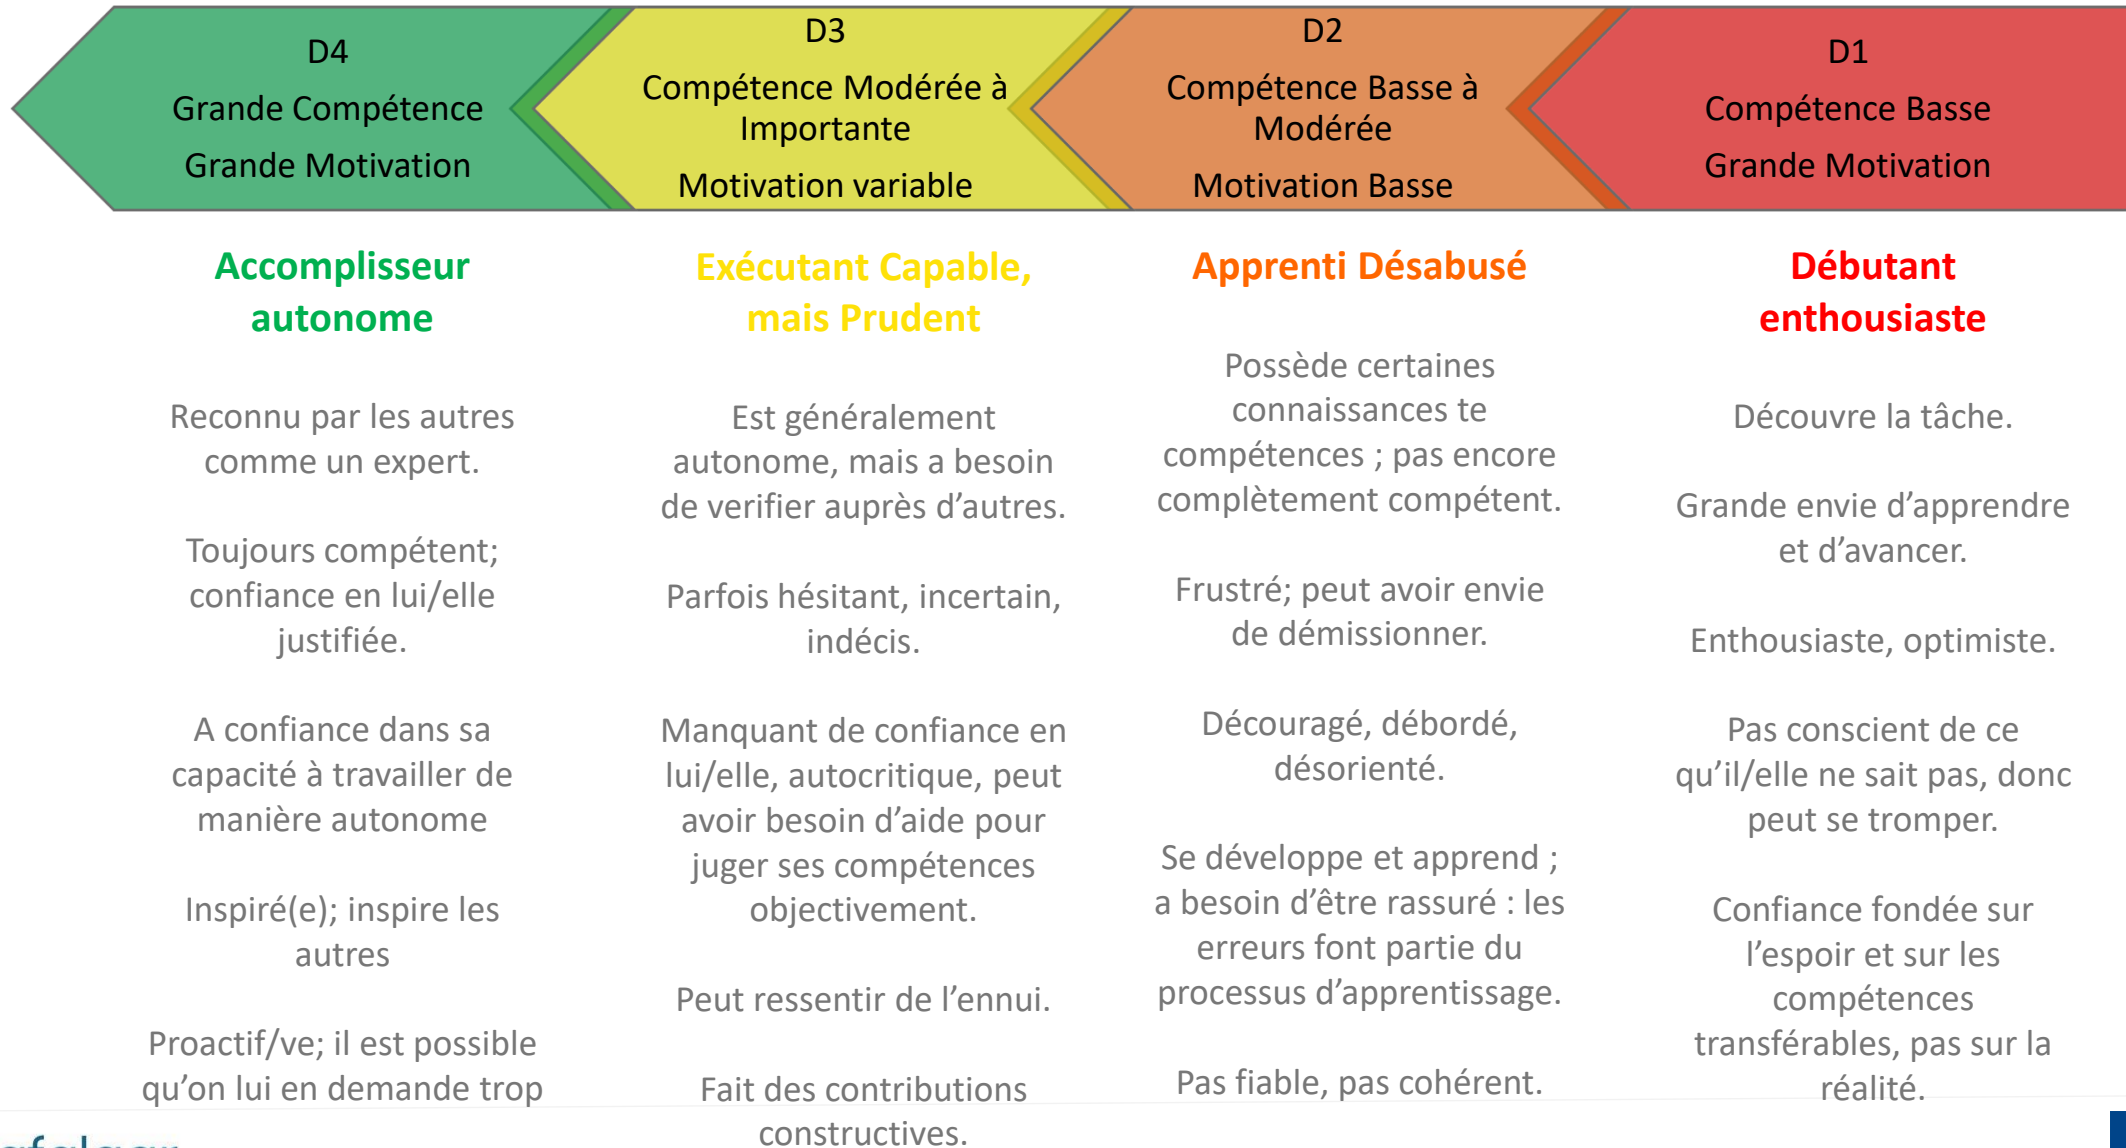 D4
Grande Compétence
Grande Motivation
D3
Compétence Modérée à
Importante
Motivation variable
D2
Compétence Basse à
Modérée
Motivation Basse
D1
Compétence Basse
Grande Motivation
Accomplisseur
autonome
Reconnu par les autres
comme un expert.
Toujours compétent;
confiance en lui/elle
justifiée.
A confiance dans sa
capacité à travailler de
manière autonome
Inspiré(e); inspire les
autres
Proactif/ve; il est possible
qu’on lui en demande trop
Exécutant Capable,
mais Prudent
Est généralement
autonome, mais a besoin
de verifier auprès d’autres.
Parfois hésitant, incertain,
indécis.
Manquant de confiance en
lui/elle, autocritique, peut
avoir besoin d’aide pour
juger ses compétences
objectivement.
Peut ressentir de l’ennui.
Fait des contributions
constructives.
Apprenti Désabusé
Possède certaines
connaissances te
compétences ; pas encore
complètement compétent.
Frustré; peut avoir envie
de démissionner.
Découragé, débordé,
désorienté.
Se développe et apprend ;
a besoin d’être rassuré : les
erreurs font partie du
processus d’apprentissage.
Pas fiable, pas cohérent.
Débutant
enthousiaste
Découvre la tâche.
Grande envie d’apprendre
et d’avancer.
Enthousiaste, optimiste.
Pas conscient de ce
qu’il/elle ne sait pas, donc
peut se tromper.
Confiance fondée sur
l’espoir et sur les
compétences
transférables, pas sur la
réalité.